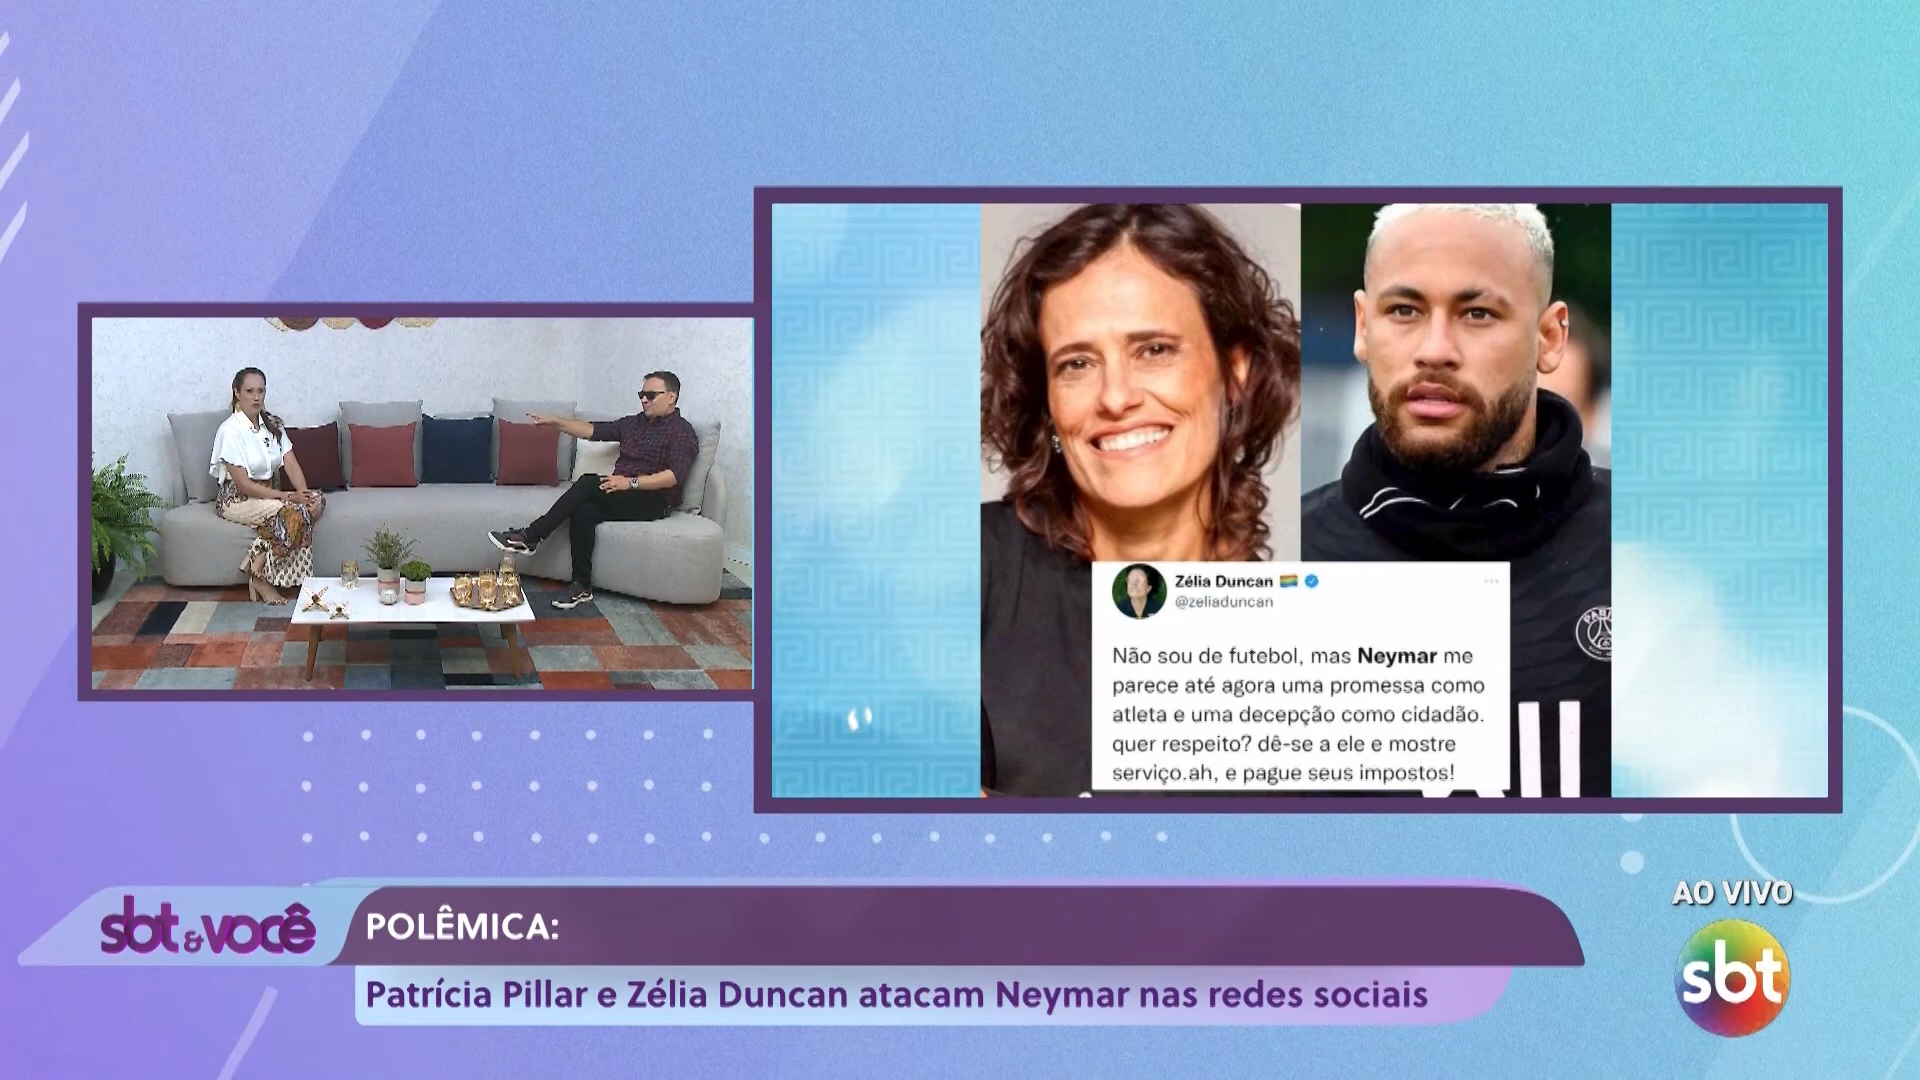 Zélia Duncan
@zeliaduncan
Não sou de futebol, mas Neymar me
parece até agora uma promessa como
atleta e uma decepção como cidadão.
quer respeito? dê-se a ele e mostre
serviço.ah, e pague seus impostos!
sbt&você
POLÊMICA:
Patrícia Pillar e Zélia Duncan atacam Neymar nas redes sociais
AO VIVO
sbt